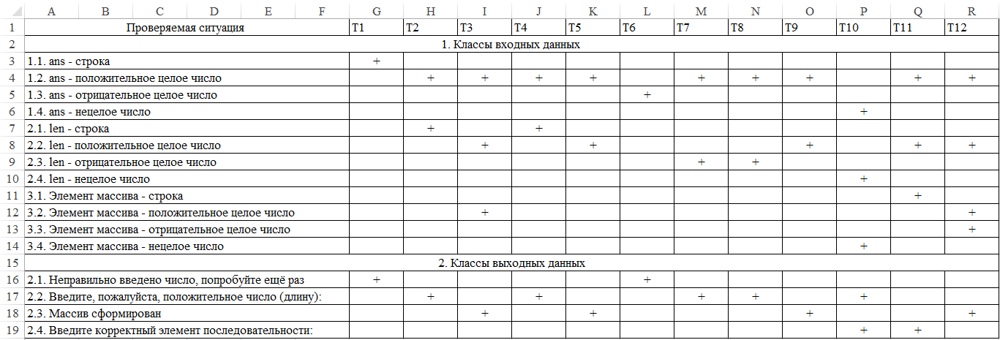 A B C D E F G H I J K L M N O P Q R
1 Проверяемая ситуация T1 T2 T3 T4 T5 T6 T7 T8 T9 T10 T11 T12
2 1. Классы входных данных
3 1.1. ans - строка +
4 1.2. ans - положительное целое число + + + + + + + + +
5 1.3. ans - отрицательное целое число +
6 1.4. ans - нецелое число +
7 2.1. len - строка + +
8 2.2. len - положительное целое число + + + + +
9 2.3. len - отрицательное целое число + +
10 2.4. len - нецелое число +
11 3.1. Элемент массива - строка +
12 3.2. Элемент массива - положительное целое число + +
13 3.3. Элемент массива - отрицательное целое число +
14 3.4. Элемент массива - нецелое число +
15 2. Классы выходных данных
16 2.1. Неправильно введено число, попробуйте ещё раз + +
17 2.2. Введите, пожалуйста, положительное число (длину): + + + + +
18 2.3. Массив сформирован + + + +
19 2.4. Введите корректный элемент последовательности: + +